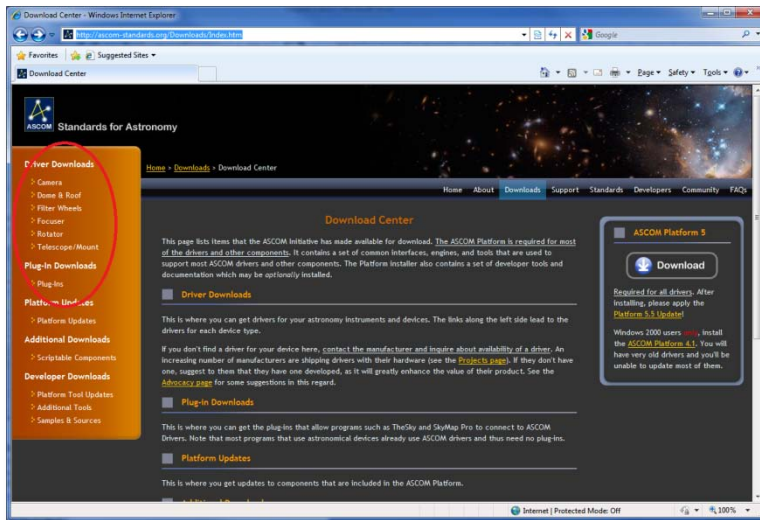 Download Center - Windows Internet Explorer
http://ascom-standards.org/Downloads/Index.htm
Google
Favorites
Suggested Sites
Download Center
Page
Safety
Tools
ASCOM
Standards for Astronomy
Home > Downloads > Download Center
Home About Downloads Support Standards Developers Community FAQs
Driver Downloads
Camera
Dome & Roof
Filter Wheels
Focuser
Rotator
Telescope/Mount
Plug-In Downloads
Plug-ins
Platform Updates
Platform Updates
Additional Downloads
Scriptable Components
Developer Downloads
Platform Tool Updates
Additional Tools
Samples & Sources
Download Center
This page lists items that the ASCOM Initiative has made available for download. The ASCOM Platform is required for most
of the drivers and other components. It contains a set of common interfaces, engines, and tools that are used to
support most ASCOM drivers and other components. The Platform installer also contains a set of developer tools and
documentation which may be optionally installed.
Driver Downloads
This is where you can get drivers for your astronomy instruments and devices. The links along the left side lead to the
drivers for each device type.
If you don't find a driver for your device here, contact the manufacturer and inquire about availability of a driver. An
increasing number of manufacturers are shipping drivers with their hardware (see the Projects page). If they don't have
one, suggest to them that they have one developed, as it will greatly enhance the value of their product. See the
Advocacy page for some suggestions in this regard.
Plug-in Downloads
This is where you can get the plug-ins that allow programs such as TheSky and SkyMap Pro to connect to ASCOM
Drivers. Note that most programs that use astronomical devices already use ASCOM drivers and thus need no plug-ins.
Platform Updates
This is where you get updates to components that are included in the ASCOM Platform.
ASCOM Platform 5
Download
Required for all drivers. After
installing, please apply the
Platform 5.5 Update!
Windows 2000 users , install
the ASCOM Platform 4.1. You will
have very old drivers and you'll be
unable to update most of them.
Internet | Protected Mode: Off
100%